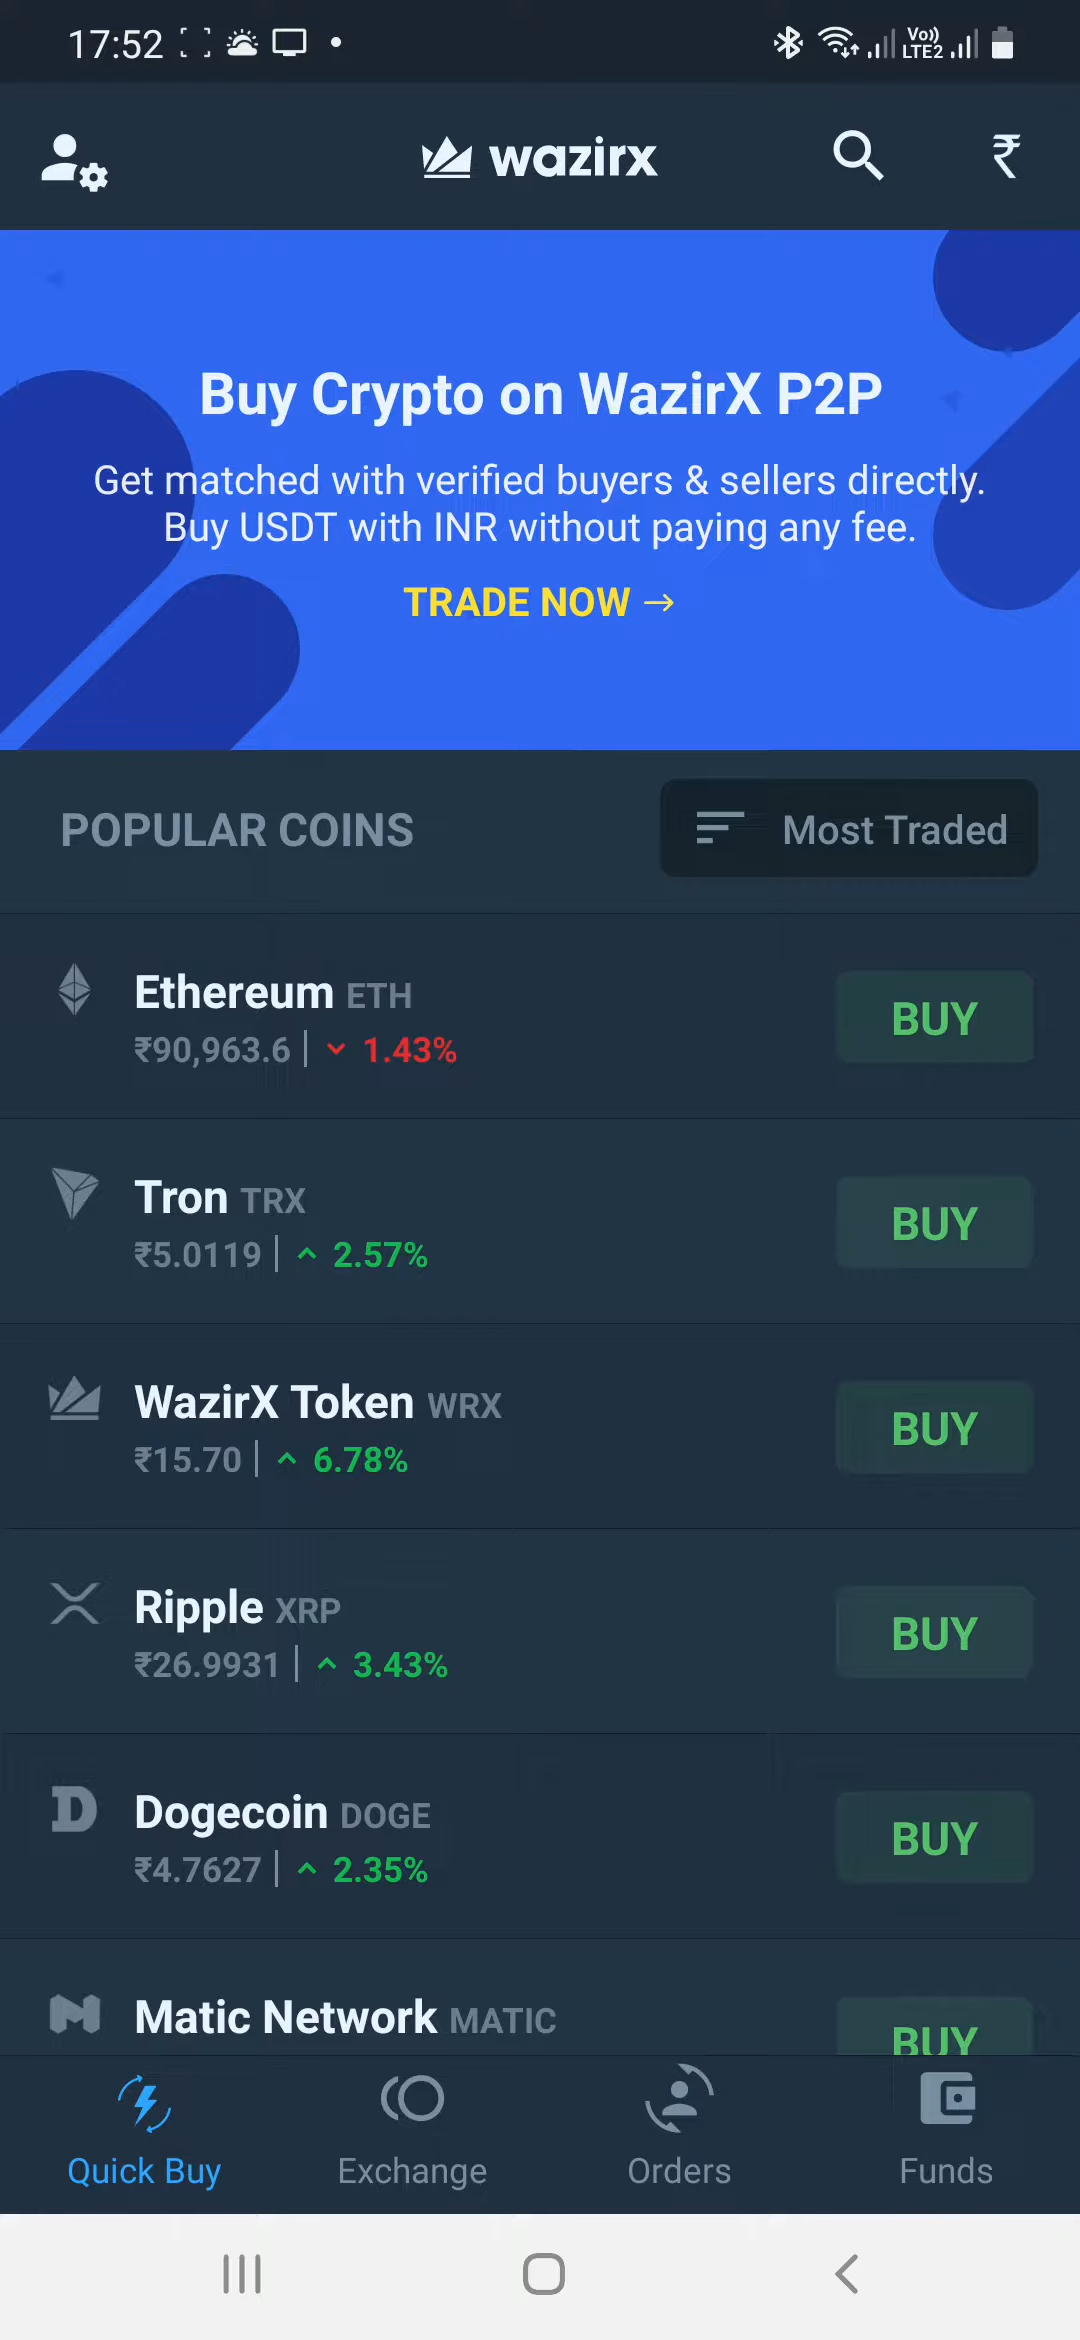 17:52
Vo))
LTE2
wazirx
₹
Buy Crypto on WazirX P2P
Get matched with verified buyers & sellers directly.
Buy USDT with INR without paying any fee.
TRADE NOW →
POPULAR COINS
Most Traded
Ethereum ETH
₹90,963.6 | 1.43%
BUY
Tron TRX
₹5.0119 | 2.57%
BUY
WazirX Token WRX
₹15.70 | 6.78%
BUY
Ripple XRP
₹26.9931 | 3.43%
BUY
Dogecoin DOGE
₹4.7627 | 2.35%
BUY
Matic Network MATIC
BUY
Quick Buy
Exchange
Orders
Funds